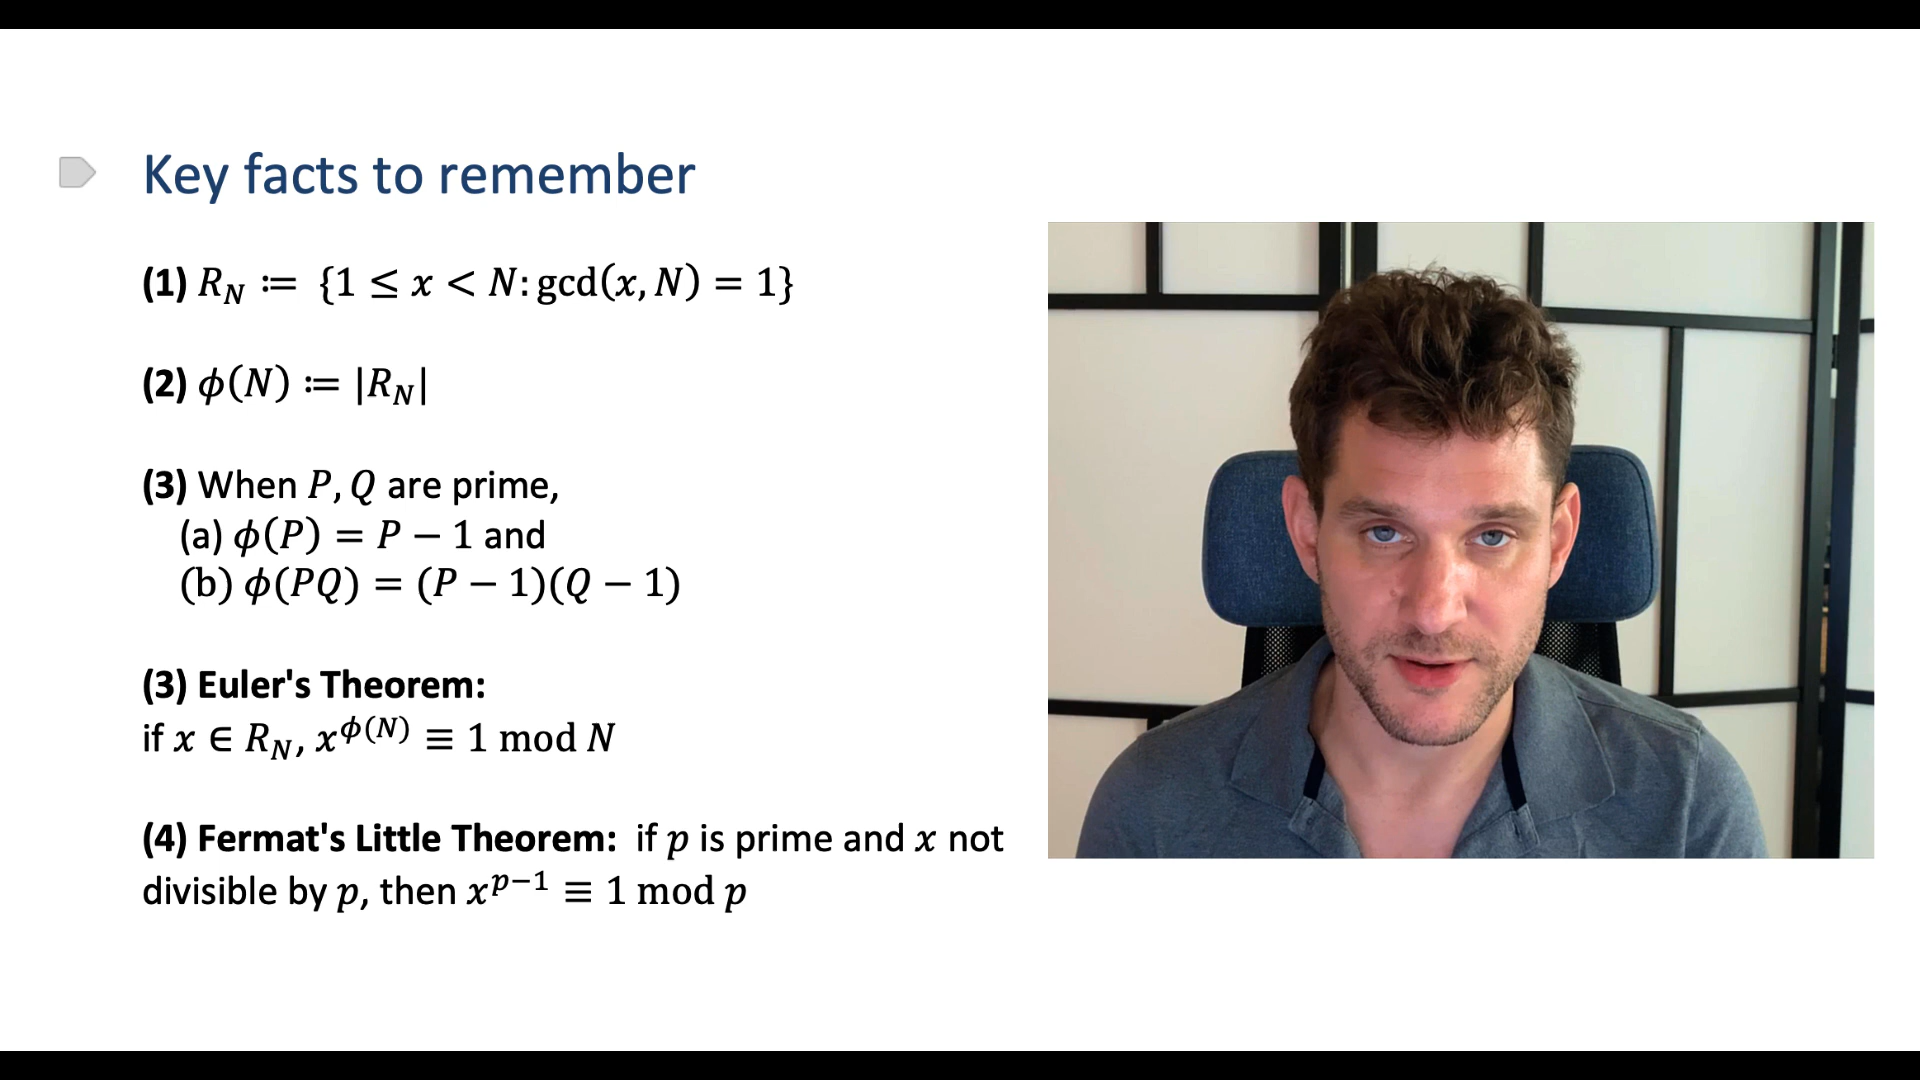 Key facts to remember
(1) R_N ≔ {1 ≤ x < N: gcd(x, N) = 1}
(2) ϕ(N) ≔ |R_N|
(3) When P, Q are prime,
(a) ϕ(P) = P − 1 and
(b) ϕ(PQ) = (P − 1)(Q − 1)
(3) Euler's Theorem:
if x ∈ R_N, x^ϕ(N) ≡ 1 mod N
(4) Fermat's Little Theorem: if p is prime and x not
divisible by p, then x^{p−1} ≡ 1 mod p